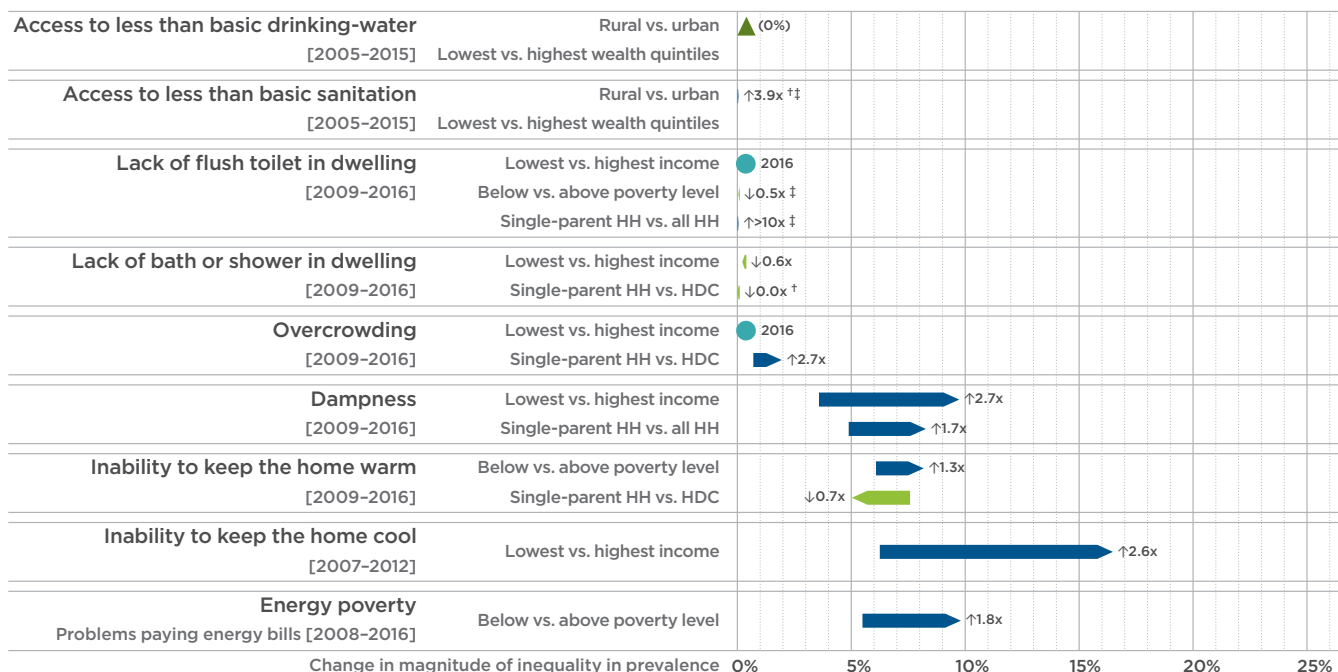 Access to less than basic drinking-water Rural vs. urban (0%)
[2005–2015] Lowest vs. highest wealth quintiles
Access to less than basic sanitation Rural vs. urban ↑3.9x †‡
[2005–2015] Lowest vs. highest wealth quintiles
Lack of flush toilet in dwelling Lowest vs. highest income 2016
[2009–2016] Below vs. above poverty level ↓0.5x ‡
Single-parent HH vs. all HH ↑>10x ‡
Lack of bath or shower in dwelling Lowest vs. highest income ↓0.6x
[2009–2016] Single-parent HH vs. HDC ↓0.0x †
Overcrowding Lowest vs. highest income 2016
[2009–2016] Single-parent HH vs. HDC ↑2.7x
Dampness Lowest vs. highest income ↑2.7x
[2009–2016] Single-parent HH vs. all HH ↑1.7x
Inability to keep the home warm Below vs. above poverty level ↑1.3x
[2009–2016] Single-parent HH vs. HDC ↓0.7x
Inability to keep the home cool
Lowest vs. highest income ↑2.6x
[2007–2012]
Energy poverty
Below vs. above poverty level ↑1.8x
Problems paying energy bills [2008–2016]
Change in magnitude of inequality in prevalence 0% 5% 10% 15% 20% 25%